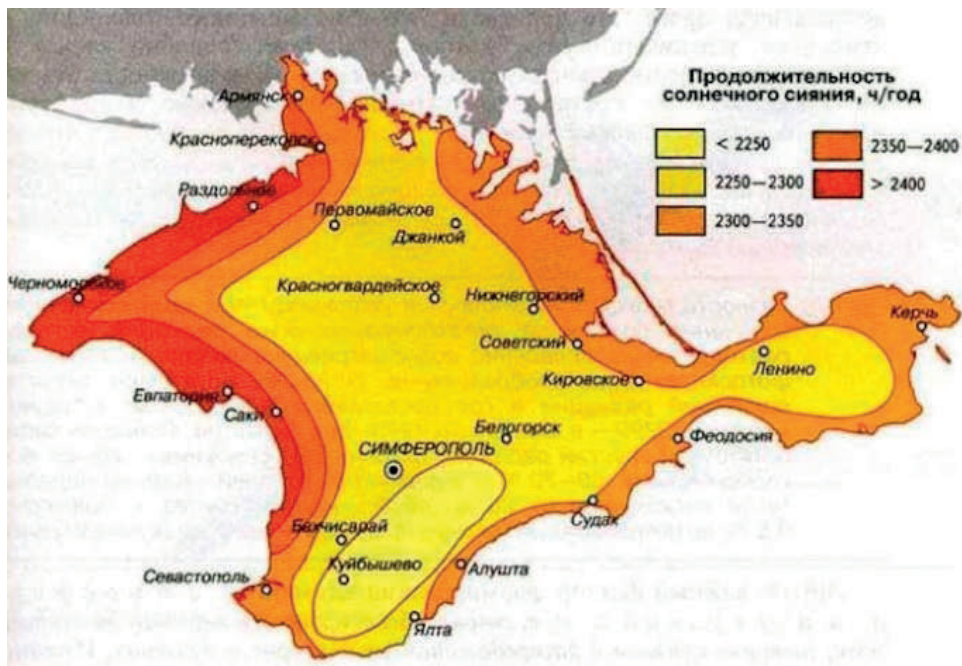 Продолжительность
солнечного сияния, ч/год
< 2250
2350—2400
2250—2300
> 2400
2300—2350
Армянск
Красноперекопск
Раздольное
Первомайское
Джанкой
Черноморское
Красногвардейское
Нижнегорский
Керчь
Советский
Ленино
Кировское
Евпатория
Саки
Белогорск
Феодосия
СИМФЕРОПОЛЬ
Судак
Бахчисарай
Куйбышево
Алушта
Севастополь
Ялта